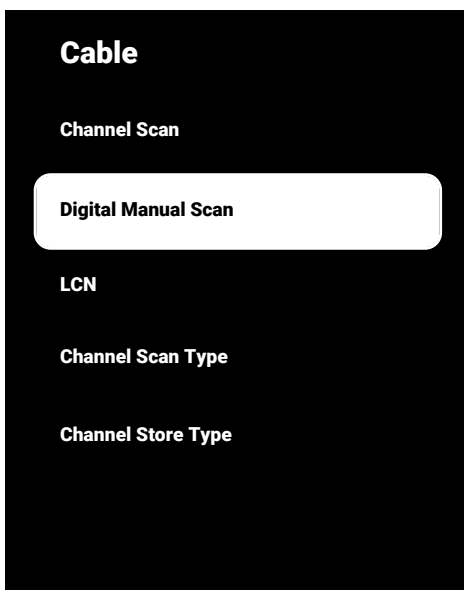 Cable
Channel Scan
Digital Manual Scan
LCN
Channel Scan Type
Channel Store Type